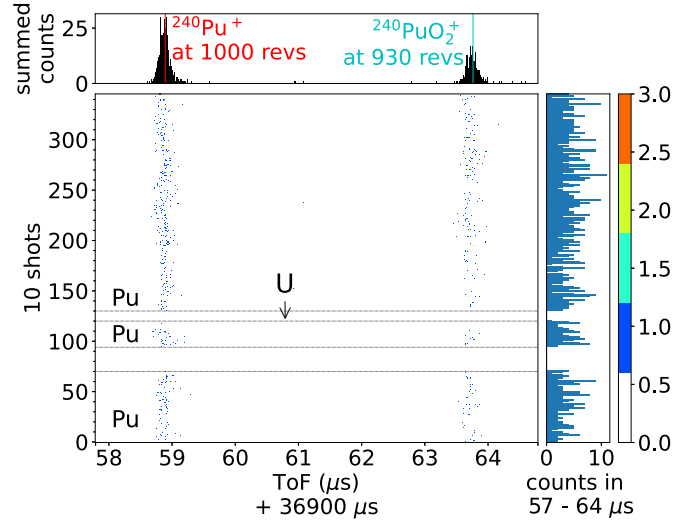 summed
counts
25
0
²⁴⁰Pu⁺
at 1000 revs
²⁴⁰PuO₂⁺
at 930 revs
10 shots
300
250
200
150
100
50
0
Pu
U
Pu
Pu
58
59
60
61
62
63
64
ToF (μs)
+ 36900 μs
0
10
counts in
57 - 64 μs
3.0
2.5
2.0
1.5
1.0
0.5
0.0